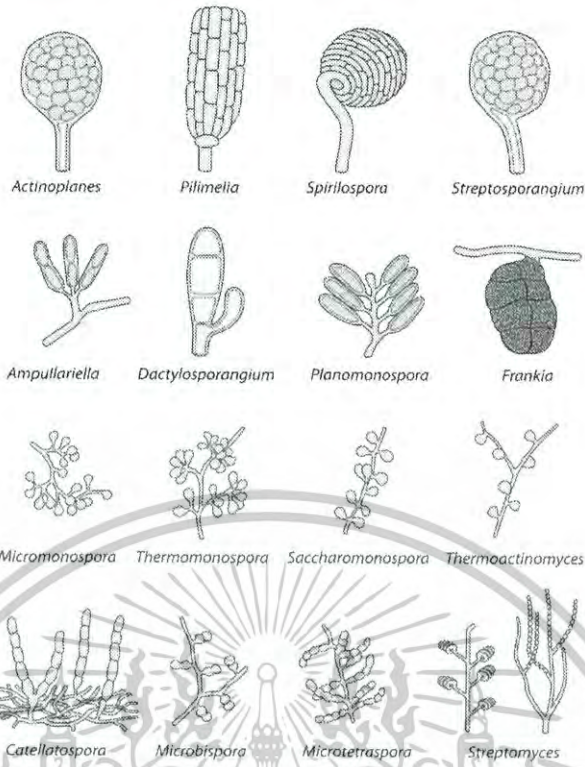 Actinoplanes Pilimelia Spirilospora Streptosporangium
Ampullariella Dactylosporangium Planomonospora Frankia
Micromonospora Thermomonospora Saccharomonospora Thermoactinomyces
Catellatospora Microbispora Microtetraspora Streptomyces